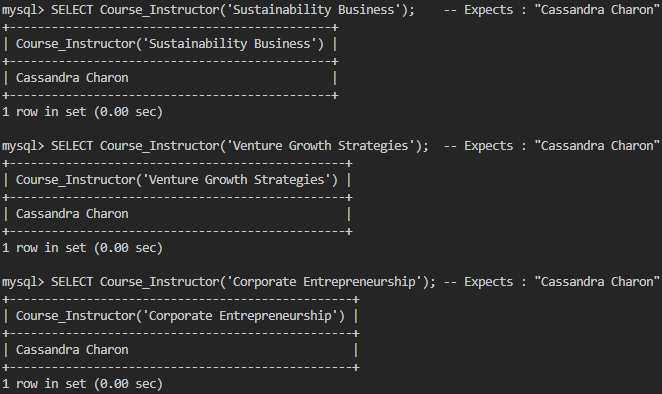 mysql> SELECT Course_Instructor('Sustainability Business');    -- Expects : "Cassandra Charon"
+----------------------------------------------+
| Course_Instructor('Sustainability Business') |
+----------------------------------------------+
| Cassandra Charon                             |
+----------------------------------------------+
1 row in set (0.00 sec)

mysql> SELECT Course_Instructor('Venture Growth Strategies');  -- Expects : "Cassandra Charon"
+------------------------------------------------+
| Course_Instructor('Venture Growth Strategies') |
+------------------------------------------------+
| Cassandra Charon                               |
+------------------------------------------------+
1 row in set (0.00 sec)

mysql> SELECT Course_Instructor('Corporate Entrepreneurship'); -- Expects : "Cassandra Charon"
+-------------------------------------------------+
| Course_Instructor('Corporate Entrepreneurship') |
+-------------------------------------------------+
| Cassandra Charon                                |
+-------------------------------------------------+
1 row in set (0.00 sec)